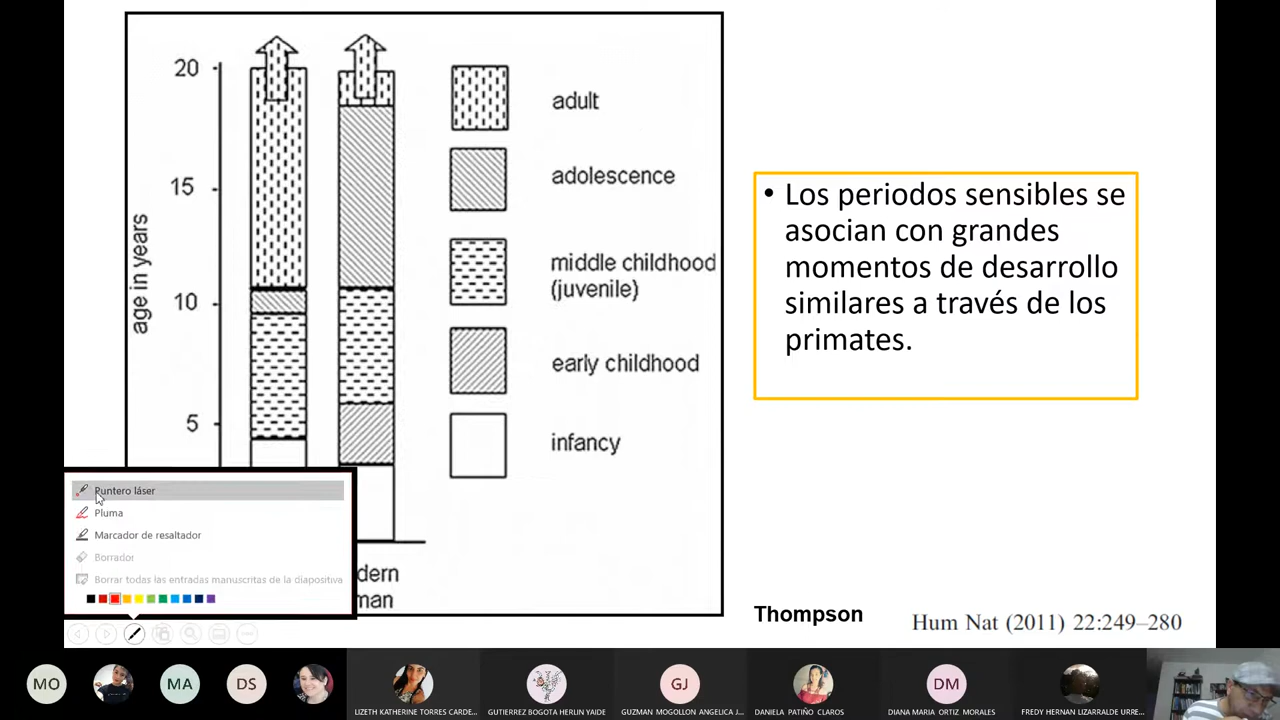 20
15
10
5
age in years
adult
adolescence
middle childhood
(juvenile)
early childhood
infancy
dern
man
• Los periodos sensibles se
asocian con grandes
momentos de desarrollo
similares a través de los
primates.
Thompson
Hum Nat (2011) 22:249–280
Puntero láser
Pluma
Marcador de resaltador
Borrador
Borrar todas las entradas manuscritas de la diapositiva
MO
MA
DS
GJ
DM
LIZETH KATHERINE TORRES CARDE...
GUTIERREZ BOGOTA HERLIN YAIDE
GUZMAN MOGOLLON ANGELICA J...
DANIELA PATIÑO CLAROS
DIANA MARIA ORTIZ MORALES
FREDY HERNAN LIZARRALDE URRE...